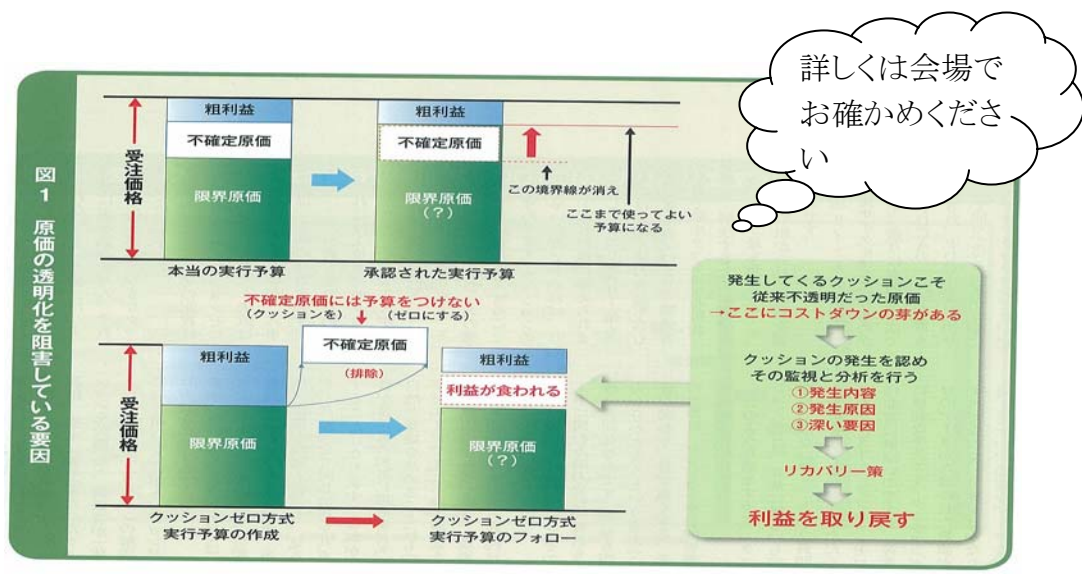 詳しくは会場で
お確かめくださ
い
図1 原価の透明化を阻害している要因
受注価格
粗利益
不確定原価
限界原価
本当の実行予算
粗利益
不確定原価
限界原価
(?)
承認された実行予算
この境界線が消え
ここまで使ってよい
予算になる
不確定原価には予算をつけない
(クッションを) (ゼロにする)
不確定原価
(排除)
受注価格
粗利益
限界原価
クッションゼロ方式
実行予算の作成
粗利益
利益が食われる
限界原価
(?)
クッションゼロ方式
実行予算のフォロー
発生してくるクッションこそ
従来不透明だった原価
→ここにコストダウンの芽がある
クッションの発生を認め
その監視と分析を行う
①発生内容
②発生原因
③深い要因
リカバリー策
利益を取り戻す